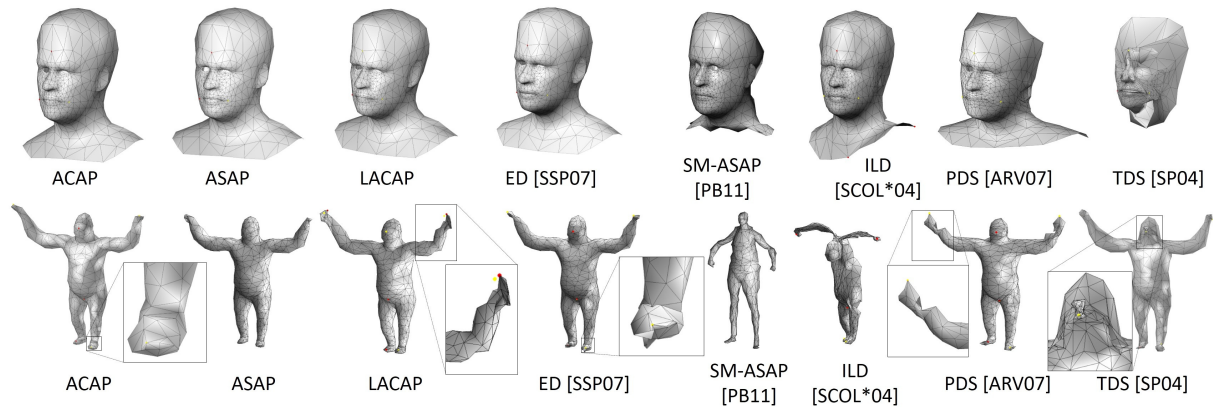 ACAP
ASAP
LACAP
ED [SSP07]
SM-ASAP
[PB11]
ILD
[SCOL*04]
PDS [ARV07]
TDS [SP04]
ACAP
ASAP
LACAP
ED [SSP07]
SM-ASAP
[PB11]
ILD
[SCOL*04]
PDS [ARV07]
TDS [SP04]